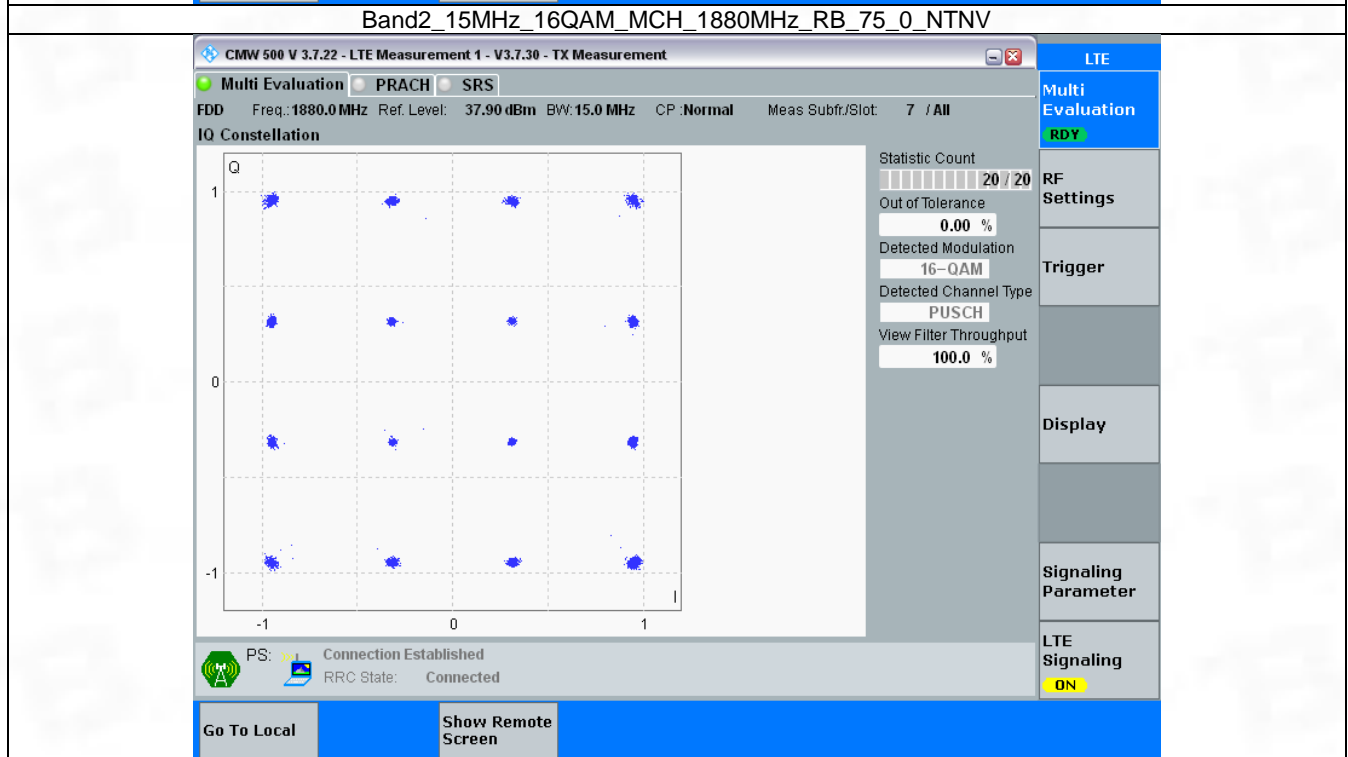 Band2_15MHz_16QAM_MCH_1880MHz_RB_75_0_NTNV
CMW 500 V 3.7.22 - LTE Measurement 1 - V3.7.30 - TX Measurement
LTE
Multi Evaluation PRACH SRS
FDD Freq.: 1880.0 MHz Ref. Level: 37.90 dBm BW: 15.0 MHz CP : Normal Meas Subfr./Slot: 7 / All
IQ Constellation
Multi
Evaluation
RDY
Q
1
0
-1
I
-1 0 1
Statistic Count
20 / 20
Out of Tolerance
0.00 %
Detected Modulation
16-QAM
Detected Channel Type
PUSCH
View Filter Throughput
100.0 %
RF
Settings
Trigger
Display
Signaling
Parameter
LTE
Signaling
ON
PS: Connection Established
RRC State: Connected
Go To Local
Show Remote
Screen